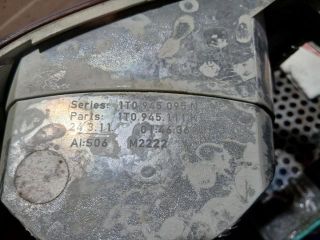 Series: 1T0.945.095.N
Parts: 1T0.945.111.K
24.3.11 01:46:36
AI:506 M2222